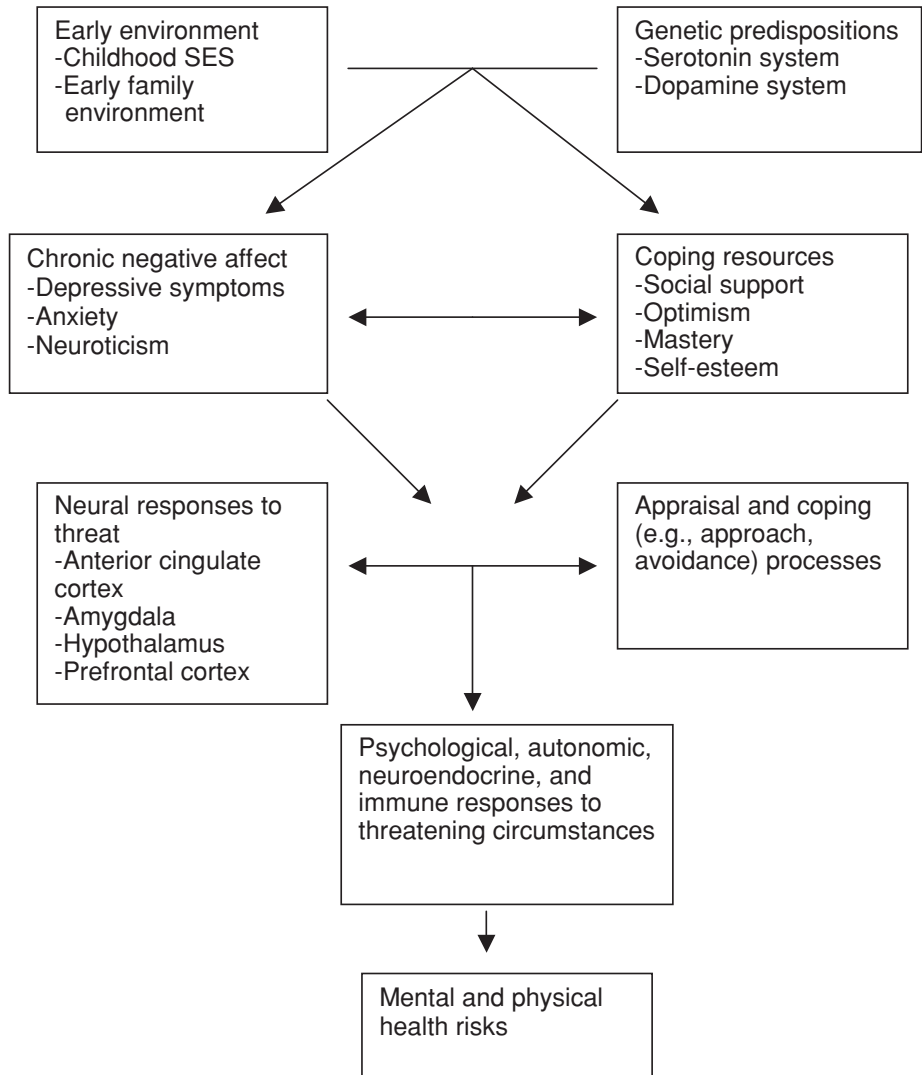 Early environment
-Childhood SES
-Early family
environment
Genetic predispositions
-Serotonin system
-Dopamine system
Chronic negative affect
-Depressive symptoms
-Anxiety
-Neuroticism
Coping resources
-Social support
-Optimism
-Mastery
-Self-esteem
Neural responses to
threat
-Anterior cingulate
cortex
-Amygdala
-Hypothalamus
-Prefrontal cortex
Appraisal and coping
(e.g., approach,
avoidance) processes
Psychological, autonomic,
neuroendocrine, and
immune responses to
threatening circumstances
Mental and physical
health risks